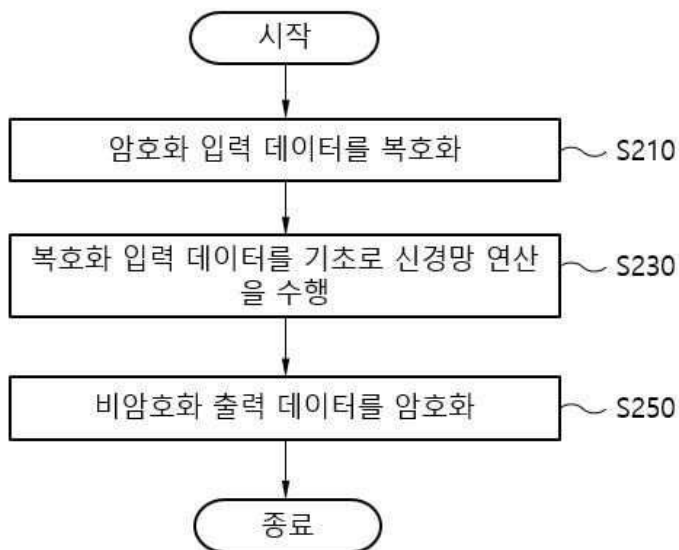 시작
암호화 입력 데이터를 복호화
S210
복호화 입력 데이터를 기초로 신경망 연산
을 수행
S230
비암호화 출력 데이터를 암호화
S250
종료